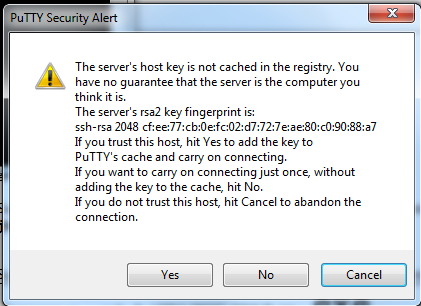 PuTTY Security Alert
The server's host key is not cached in the registry. You
have no guarantee that the server is the computer you
think it is.
The server's rsa2 key fingerprint is:
ssh-rsa 2048 cf:ee:77:cb:0e:fc:02:d7:72:7e:ae:80:c0:90:88:a7
If you trust this host, hit Yes to add the key to
PuTTY's cache and carry on connecting.
If you want to carry on connecting just once, without
adding the key to the cache, hit No.
If you do not trust this host, hit Cancel to abandon the
connection.
Yes
No
Cancel